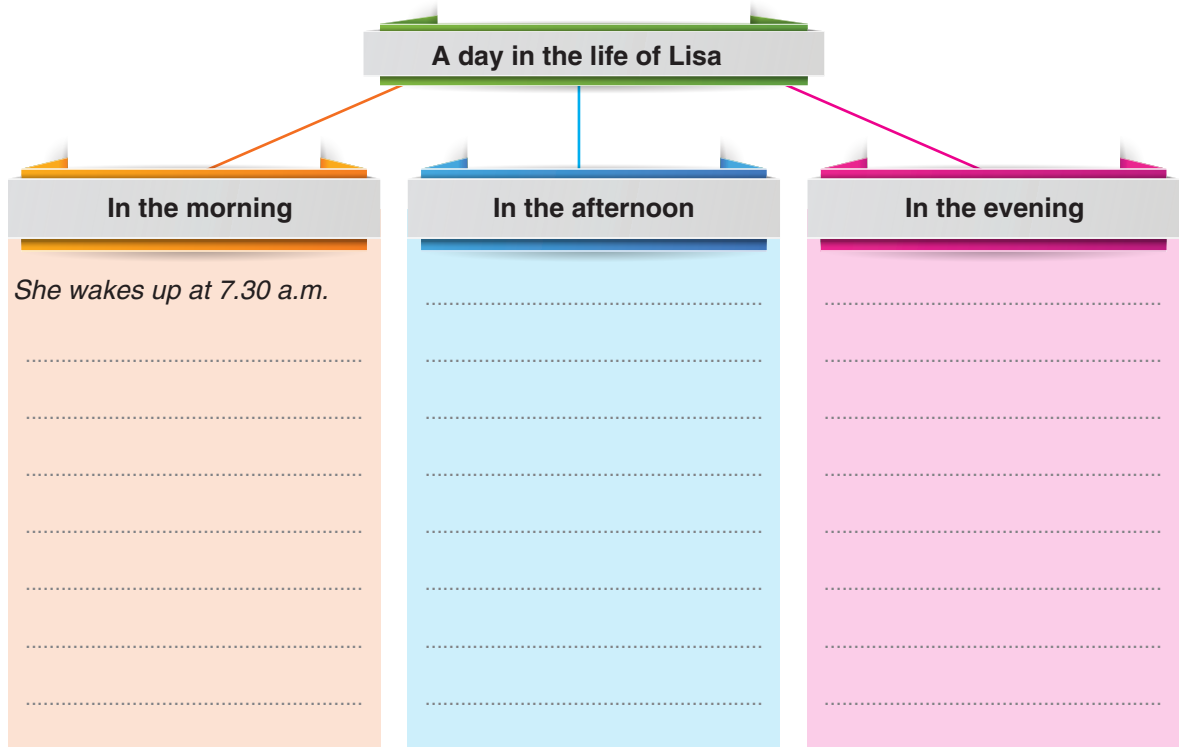 A day in the life of Lisa
In the morning
In the afternoon
In the evening
She wakes up at 7.30 a.m.